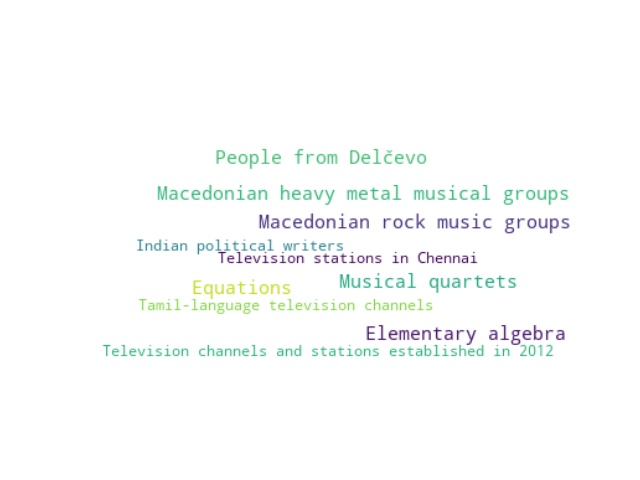 People from Delčevo
Macedonian heavy metal musical groups
Macedonian rock music groups
Indian political writers
Television stations in Chennai
Musical quartets
Equations
Tamil-language television channels
Elementary algebra
Television channels and stations established in 2012